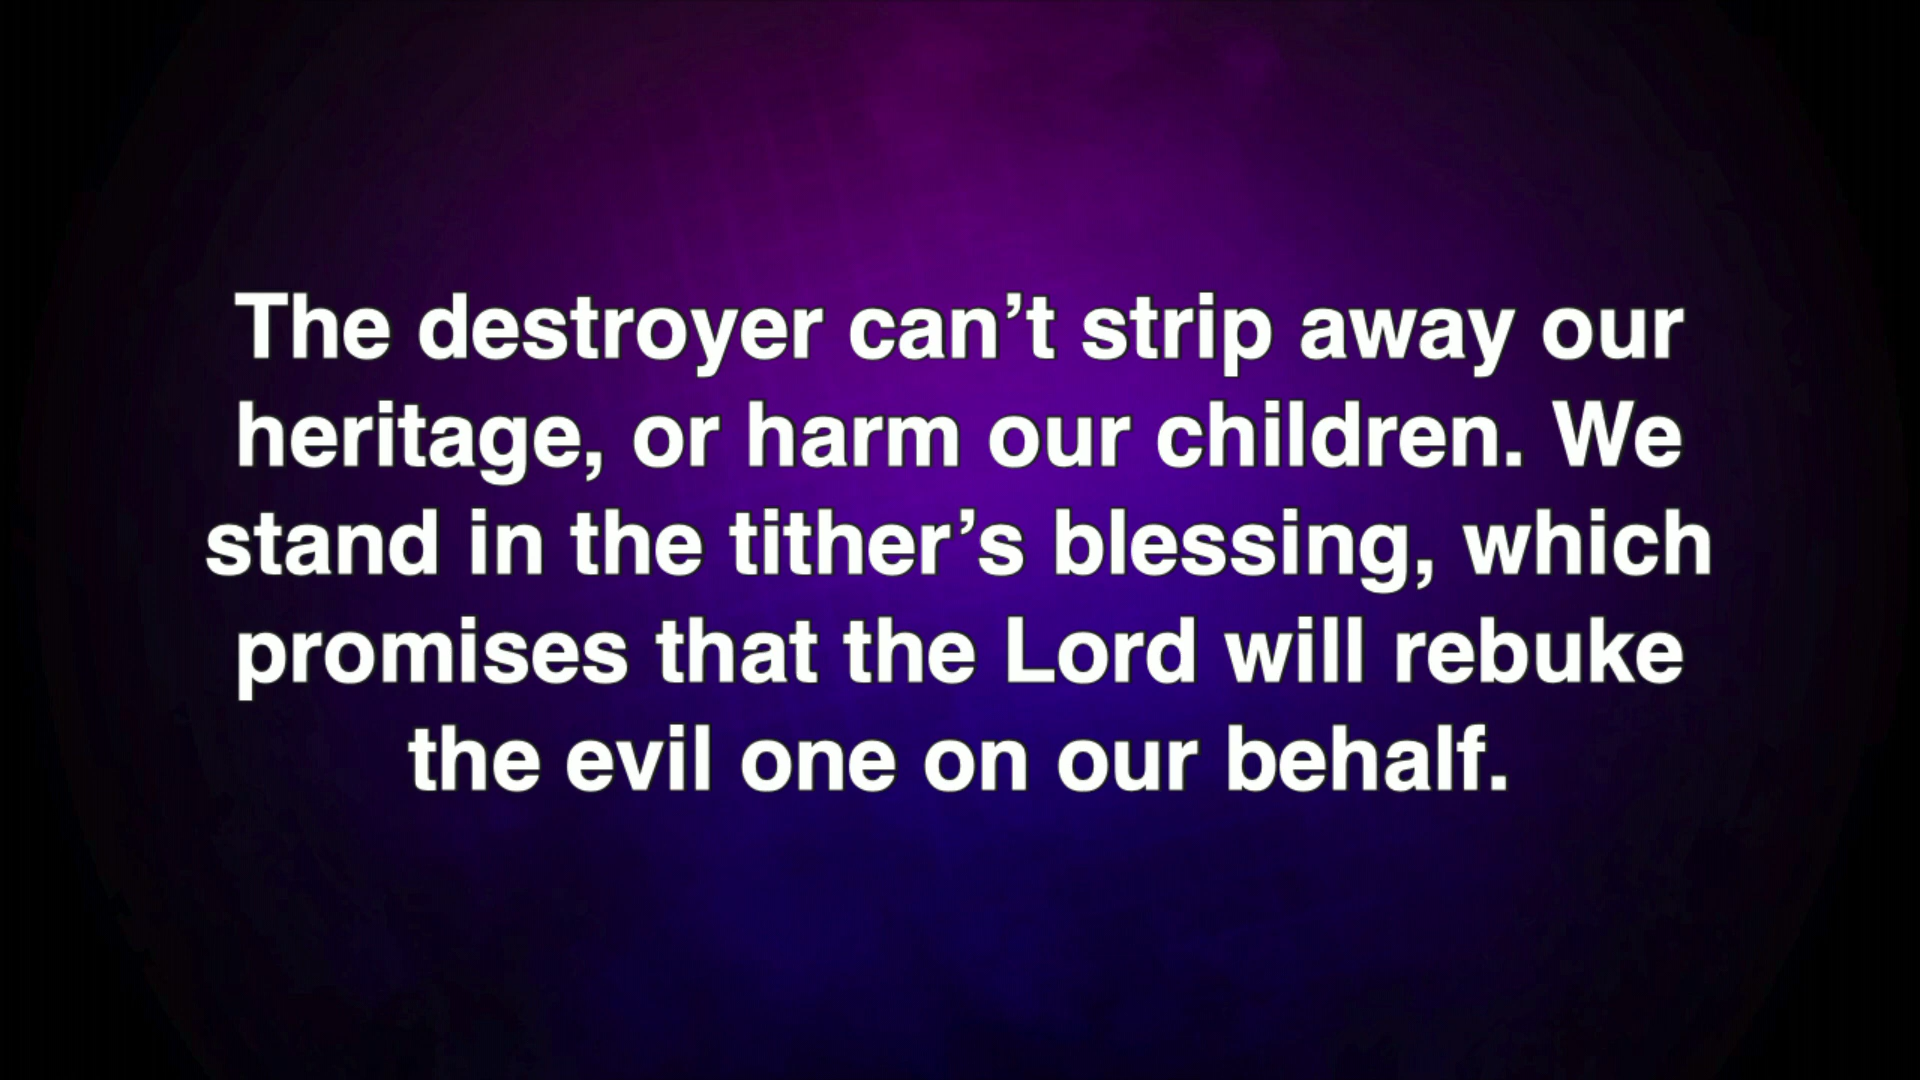 The destroyer can’t strip away our
heritage, or harm our children. We
stand in the tither’s blessing, which
promises that the Lord will rebuke
the evil one on our behalf.